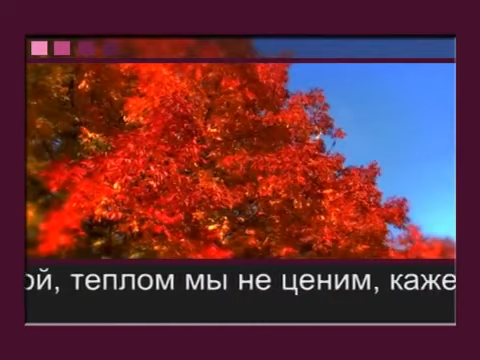 ой, теплом мы не ценим, каже